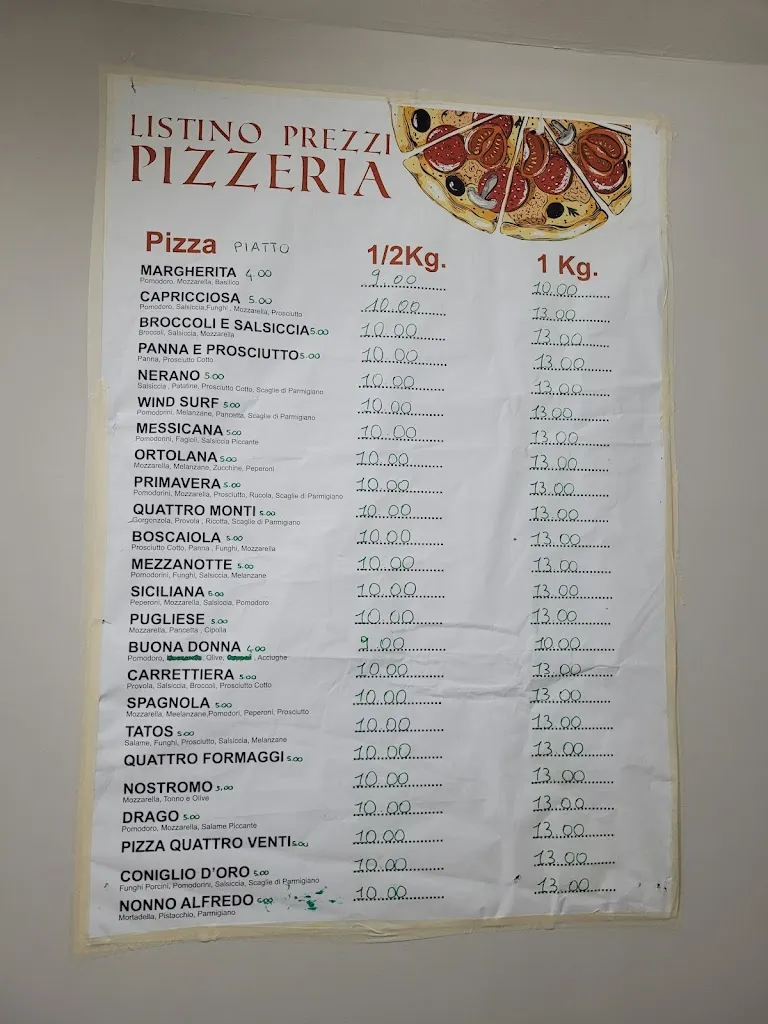 LISTINO PREZZI
PIZZERIA
Pizza PIATTO 1/2Kg. 1 Kg.
MARGHERITA 4.00 9.00 10.00
Pomodoro, Mozzarella, Basilico
CAPRICCIOSA 5.00 10.00 13.00
Pomodoro, Salsiccia,Funghi , Mozzarella, Prosciutto
BROCCOLI E SALSICCIA 5.00 10.00 13.00
Broccoli, Salsiccia, Mozzarella
PANNA E PROSCIUTTO 5.00 10.00 13.00
Panna, Prosciutto Cotto
NERANO 5.00 10.00 13.00
Salsiccia , Patatine, Prosciutto Cotto, Scaglie di Parmigiano
WIND SURF 5.00 10.00 13.00
Pomodorini, Melanzane, Pancetta, Scaglie di Parmigiano
MESSICANA 5.00 10.00 13.00
Pomodorini, Fagioli, Salsiccia Piccante
ORTOLANA 5.00 10.00 13.00
Mozzarella, Melanzane, Zucchine, Peperoni
PRIMAVERA 5.00 10.00 13.00
Pomodorini, Mozzarella, Prosciutto, Rucola, Scaglie di Parmigiano
QUATTRO MONTI 5.00 10.00 13.00
Gorgonzola, Provola , Ricotta, Scaglie di Parmigiano
BOSCAIOLA 5.00 10.00 13.00
Prosciutto Cotto, Panna , Funghi, Mozzarella
MEZZANOTTE 5.00 10.00 13.00
Pomodorini, Funghi, Salsiccia, Melanzane
SICILIANA 5.00 10.00 13.00
Peperoni, Mozzarella, Salsiccia, Pomodoro
PUGLIESE 5.00 10.00 13.00
Mozzarella, Pancetta , Cipolla
BUONA DONNA 4.00 9.00 10.00
Pomodoro, Olive, Acciughe
CARRETTIERA 5.00 10.00 13.00
Provola, Salsiccia, Broccoli, Prosciutto Cotto
SPAGNOLA 5.00 10.00 13.00
Mozzarella, Meelanzane,Pomodori, Peperoni, Prosciutto
TATOS 5.00 10.00 13.00
Salame, Funghi, Prosciutto, Salsiccia, Melanzane
QUATTRO FORMAGGI 5.00 10.00 13.00
NOSTROMO 5.00 10.00 13.00
Mozzarella, Tonno e Olive
DRAGO 5.00 10.00 13.00
Pomodoro, Mozzarella, Salame Piccante
PIZZA QUATTRO VENTI 5.00 10.00 13.00
CONIGLIO D'ORO 5.00 10.00 13.00
Funghi Porcini, Pomodorini, Salsiccia, Scaglie di Parmigiano
NONNO ALFREDO 10.00 13.00
Mortadella, Pistacchio, Parmigiano